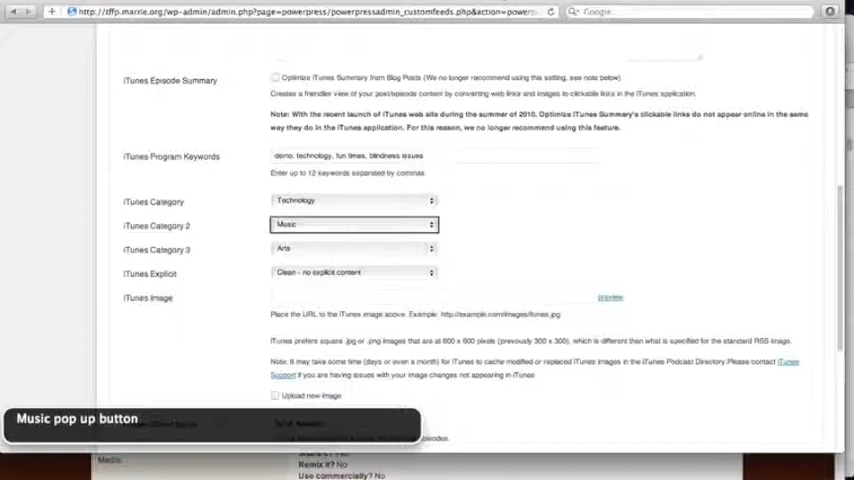 http://tffp.marrie.org/wp-admin/admin.php?page=powerpress/powerpressadmin_customfeeds.php&action=power
Google
iTunes Episode Summary
Optimize iTunes Summary from Blog Posts (We no longer recommend using this setting, see note below)
Creates a friendlier view of your post/episode content by converting web links and images to clickable links in the iTunes application.
Note: With the recent launch of iTunes web site during the summer of 2010, Optimize iTunes Summary's clickable links do not appear online in the same
way they do in the iTunes application. For this reason, we no longer recommend using this feature.
iTunes Program Keywords
demo, technology, fun times, blindness issues
Enter up to 12 keywords separated by commas.
iTunes Category
Technology
iTunes Category 2
Music
iTunes Category 3
Arts
iTunes Explicit
Clean - no explicit content
iTunes Image
preview
Place the URL to the iTunes image above. Example: http://example.com/images/itunes.jpg
iTunes prefers square .jpg or .png images that are at 600 x 600 pixels (previously 300 x 300), which is different than what is specified for the standard RSS image.
Note: It may take some time (days or even a month) for iTunes to cache modified or replaced iTunes images in the iTunes Podcast Directory. Please contact iTunes
Support if you are having issues with your image changes not appearing in iTunes
Upload new image
Music pop up button
Media:
Remix it? No
Use commercially? No